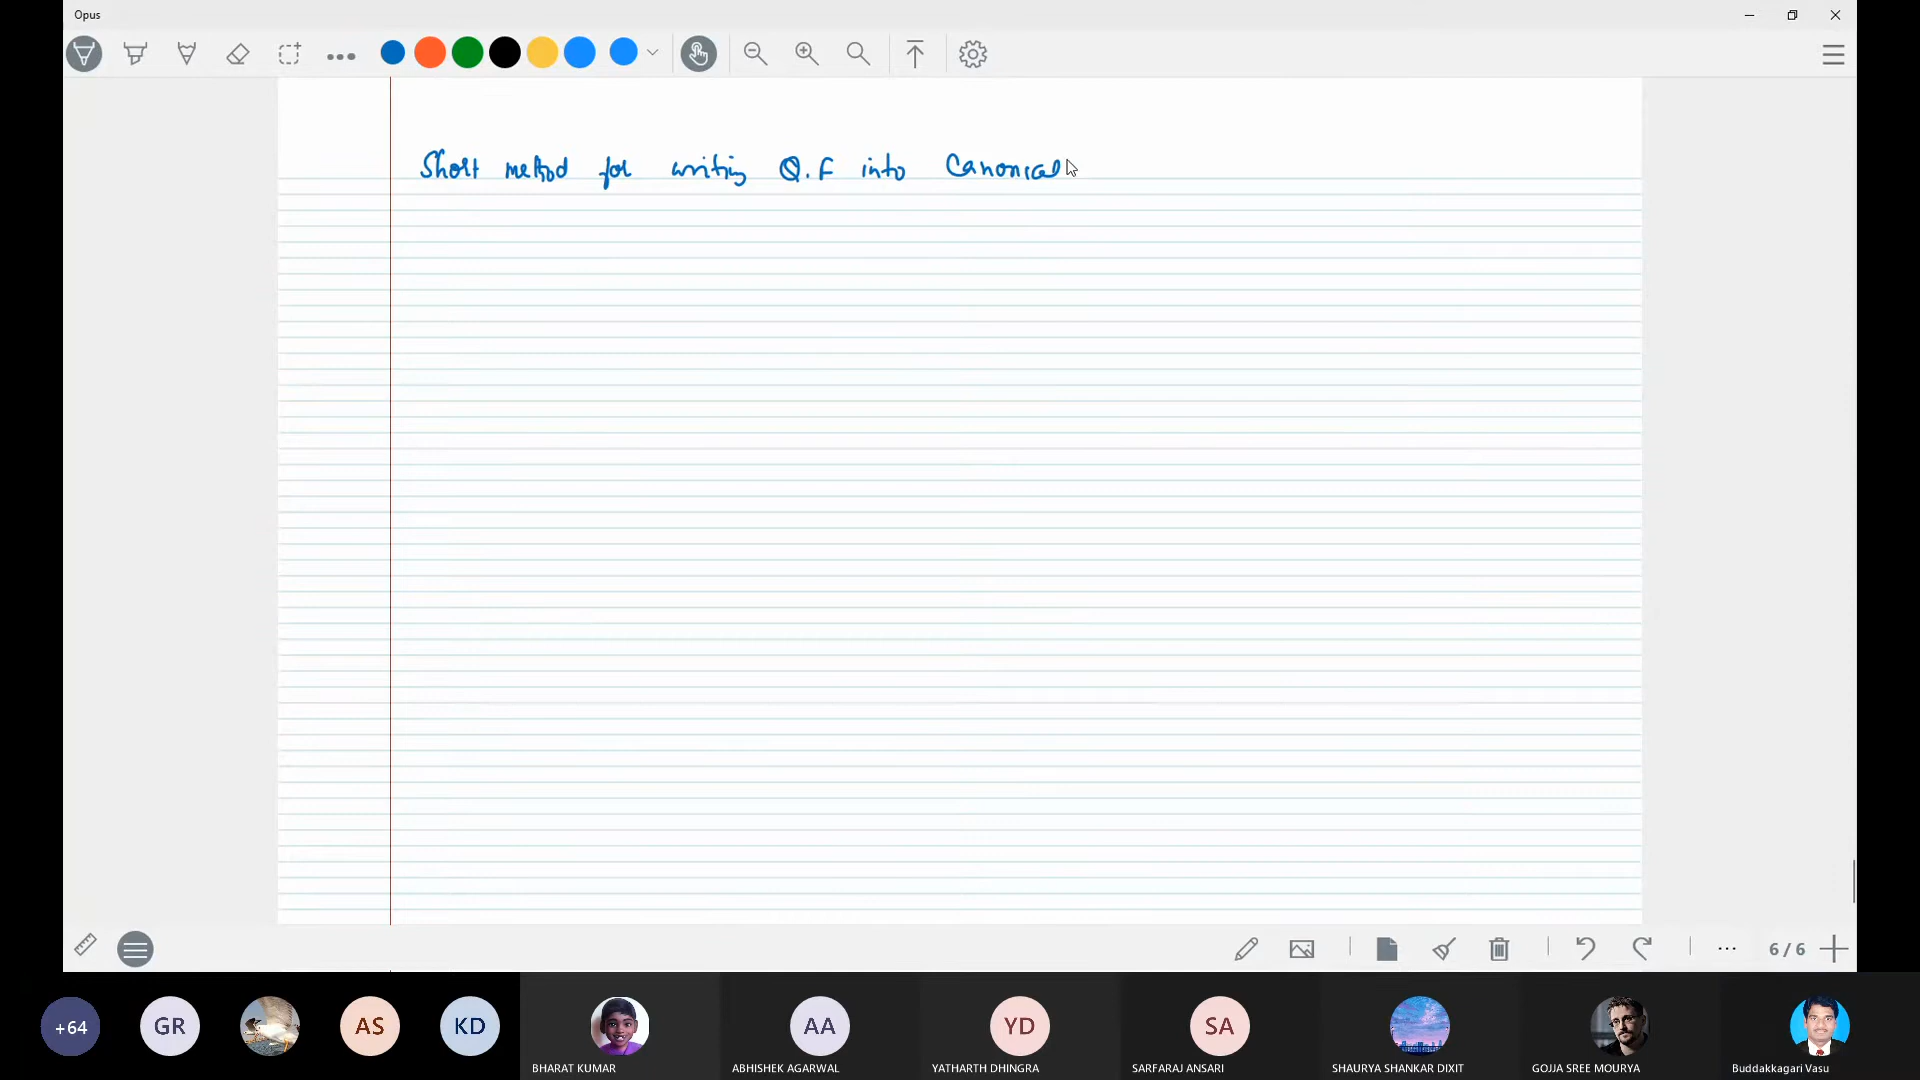 Opus
Short method for writing Q.F into Canonical
6 / 6
+64
GR
AS
KD
AA
YD
SA
BHARAT KUMAR
ABHISHEK AGARWAL
YATHARTH DHINGRA
SARFARAJ ANSARI
SHAURYA SHANKAR DIXIT
GOJJA SREE MOURYA
Buddakkagari Vasu